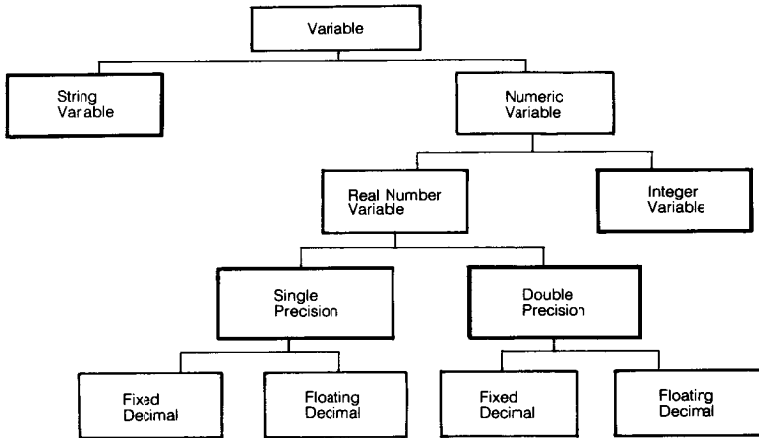 Variable
String
Variable
Numeric
Variable
Real Number
Variable
Integer
Variable
Single
Precision
Double
Precision
Fixed
Decimal
Floating
Decimal
Fixed
Decimal
Floating
Decimal